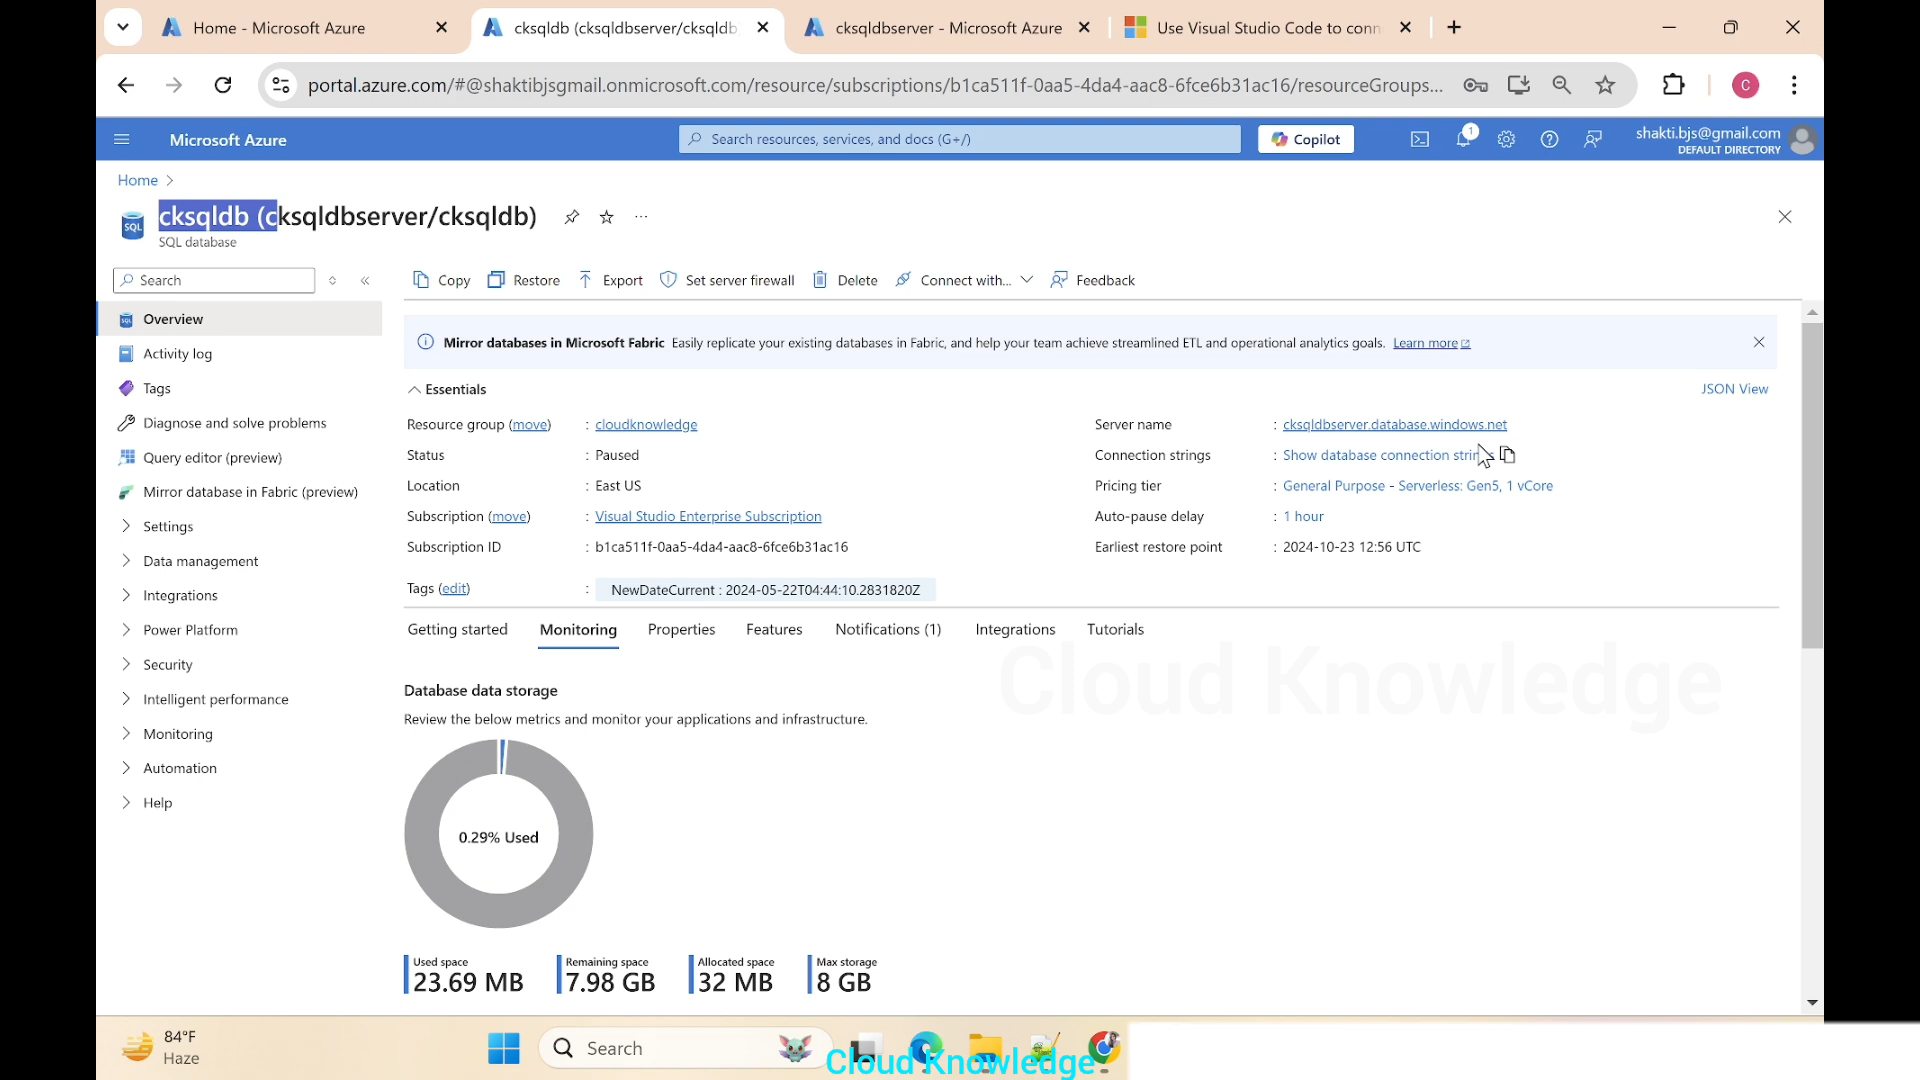 Home - Microsoft Azure
cksqldb (cksqldbserver/cksqldb
cksqldbserver - Microsoft Azure
Use Visual Studio Code to conn
portal.azure.com/#@shaktibjsgmail.onmicrosoft.com/resource/subscriptions/b1ca511f-0aa5-4da4-aac8-6fce6b31ac16/resourceGroups...
C
Microsoft Azure
Search resources, services, and docs (G+/)
Copilot
1
shakti.bjs@gmail.com
DEFAULT DIRECTORY
Home >
cksqldb (cksqldbserver/cksqldb)
SQL database
Search
Copy
Restore
Export
Set server firewall
Delete
Connect with...
Feedback
Overview
Activity log
Tags
Diagnose and solve problems
Query editor (preview)
Mirror database in Fabric (preview)
Settings
Data management
Integrations
Power Platform
Security
Intelligent performance
Monitoring
Automation
Help
Mirror databases in Microsoft Fabric Easily replicate your existing databases in Fabric, and help your team achieve streamlined ETL and operational analytics goals. Learn more
Essentials
JSON View
Resource group (move) : cloudknowledge
Status : Paused
Location : East US
Subscription (move) : Visual Studio Enterprise Subscription
Subscription ID : b1ca511f-0aa5-4da4-aac8-6fce6b31ac16
Server name : cksqldbserver.database.windows.net
Connection strings : Show database connection strings
Pricing tier : General Purpose - Serverless: Gen5, 1 vCore
Auto-pause delay : 1 hour
Earliest restore point : 2024-10-23 12:56 UTC
Tags (edit) : NewDateCurrent : 2024-05-22T04:44:10.2831820Z
Getting started
Monitoring
Properties
Features
Notifications (1)
Integrations
Tutorials
Cloud Knowledge
Database data storage
Review the below metrics and monitor your applications and infrastructure.
0.29% Used
Used space
23.69 MB
Remaining space
7.98 GB
Allocated space
32 MB
Max storage
8 GB
84°F
Haze
Search
Cloud Knowledge